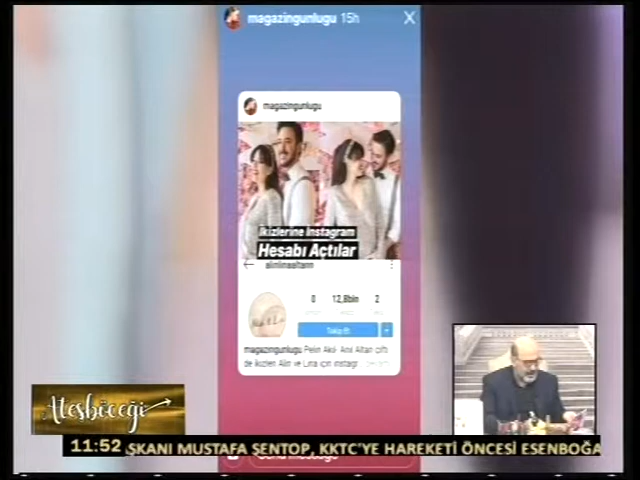 magazingunlugu 15h X
magazingunlugu
İkizlerine Instagram
Hesabı Açtılar
alinlinaaltann
0 12,8bin 2
Takip Et
magazingunlugu Pelin Akil- Anıl Altan çifti
de ikizleri Alin ve Lina için instagr
Ateşböceği
11:52 ŞKANI MUSTAFA ŞENTOP, KKTC'YE HAREKETİ ÖNCESİ ESENBOĞA